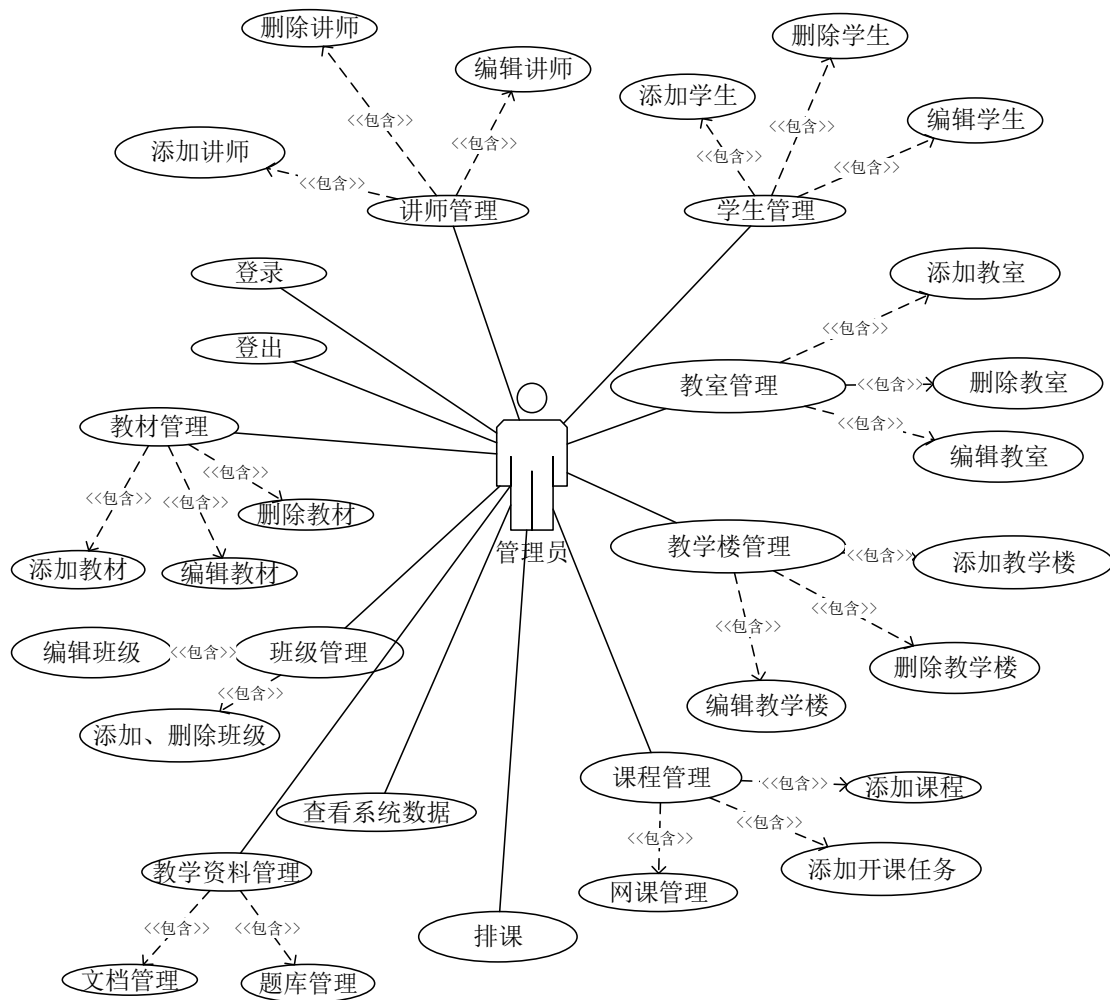 删除讲师
删除学生
编辑讲师
添加学生
<<包含>>
编辑学生
添加讲师
<<包含>>
<<包含>>
<<包含>>
<<包含>>
<<包含>>
讲师管理
学生管理
登录
添加教室
<<包含>>
登出
教室管理
<<包含>>
删除教室
教材管理
<<包含>>
编辑教室
<<包含>>
<<包含>>
<<包含>>
删除教材
管理员
教学楼管理
<<包含>>
添加教学楼
添加教材
编辑教材
<<包含>>
<<包含>>
编辑班级
<<包含>>
班级管理
删除教学楼
<<包含>>
编辑教学楼
添加、删除班级
课程管理
<<包含>>
添加课程
查看系统数据
<<包含>>
<<包含>>
教学资料管理
添加开课任务
网课管理
<<包含>>
<<包含>>
排课
文档管理
题库管理